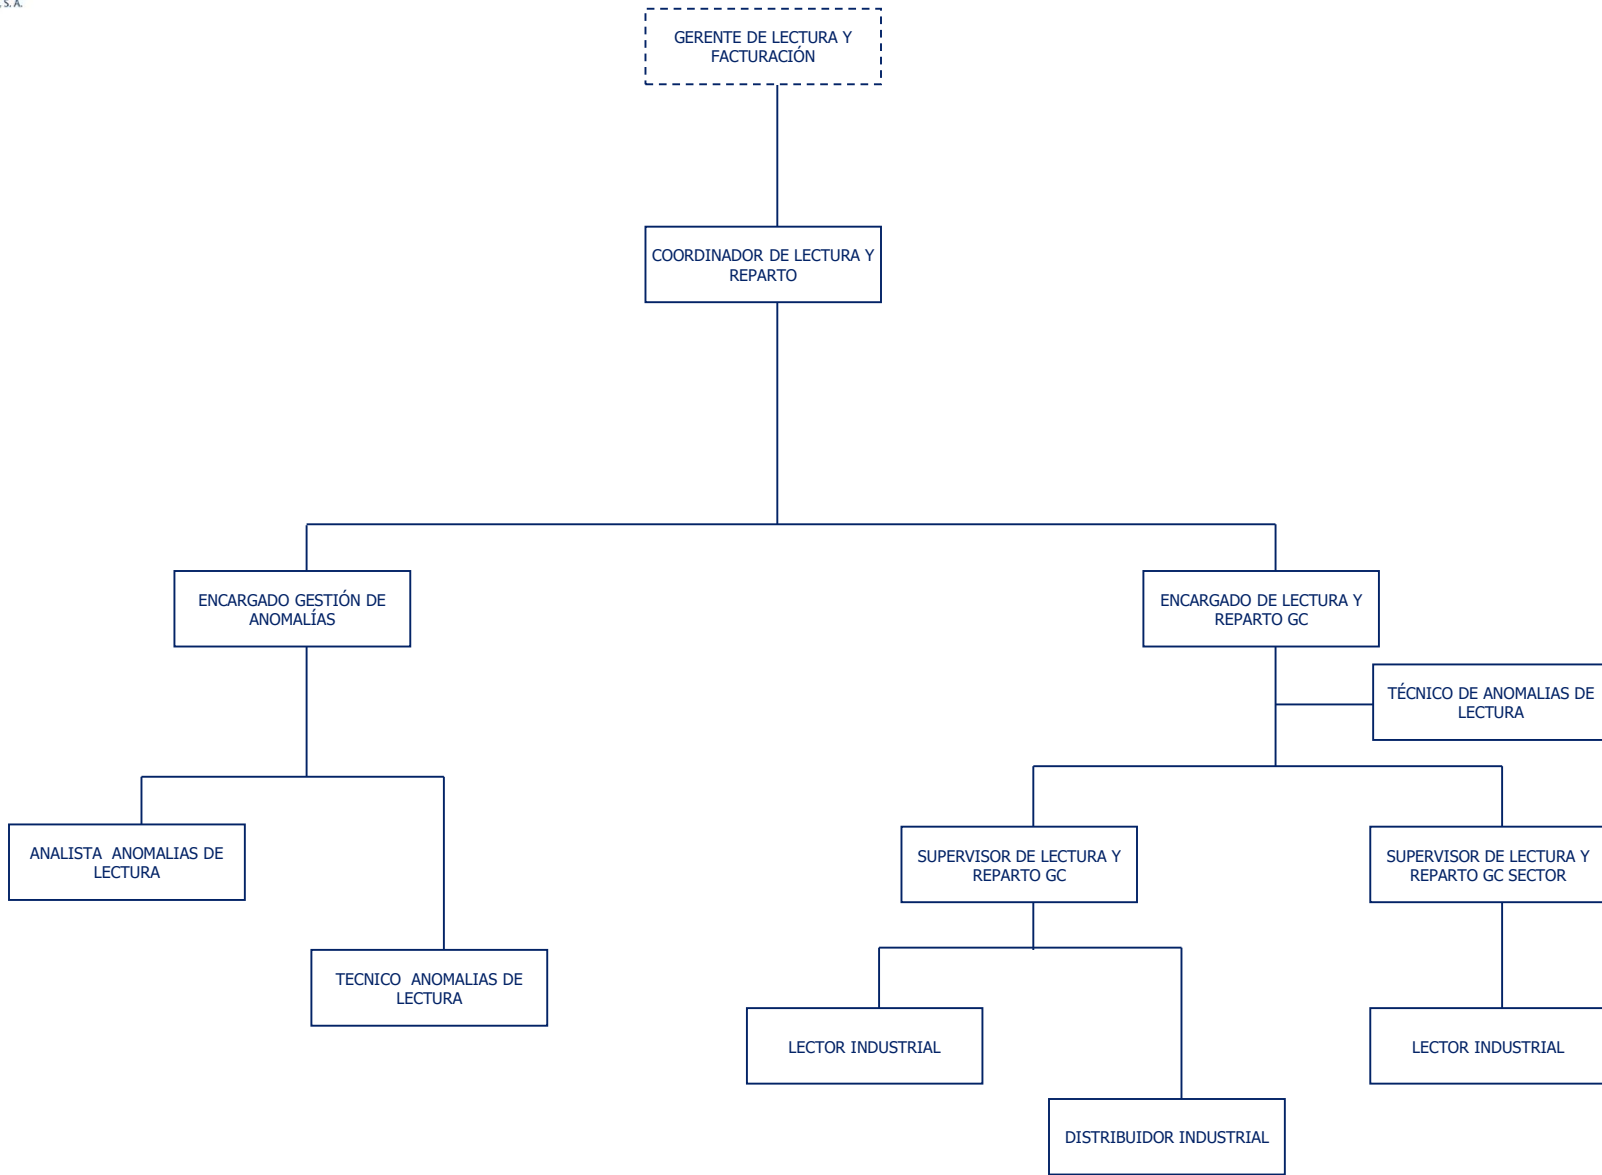 S. A.
GERENTE DE LECTURA Y
FACTURACIÓN
COORDINADOR DE LECTURA Y
REPARTO
ENCARGADO GESTIÓN DE
ANOMALÍAS
ENCARGADO DE LECTURA Y
REPARTO GC
TÉCNICO DE ANOMALIAS DE
LECTURA
ANALISTA  ANOMALIAS DE
LECTURA
SUPERVISOR DE LECTURA Y
REPARTO GC
SUPERVISOR DE LECTURA Y
REPARTO GC SECTOR
TECNICO  ANOMALIAS DE
LECTURA
LECTOR INDUSTRIAL
LECTOR INDUSTRIAL
DISTRIBUIDOR INDUSTRIAL